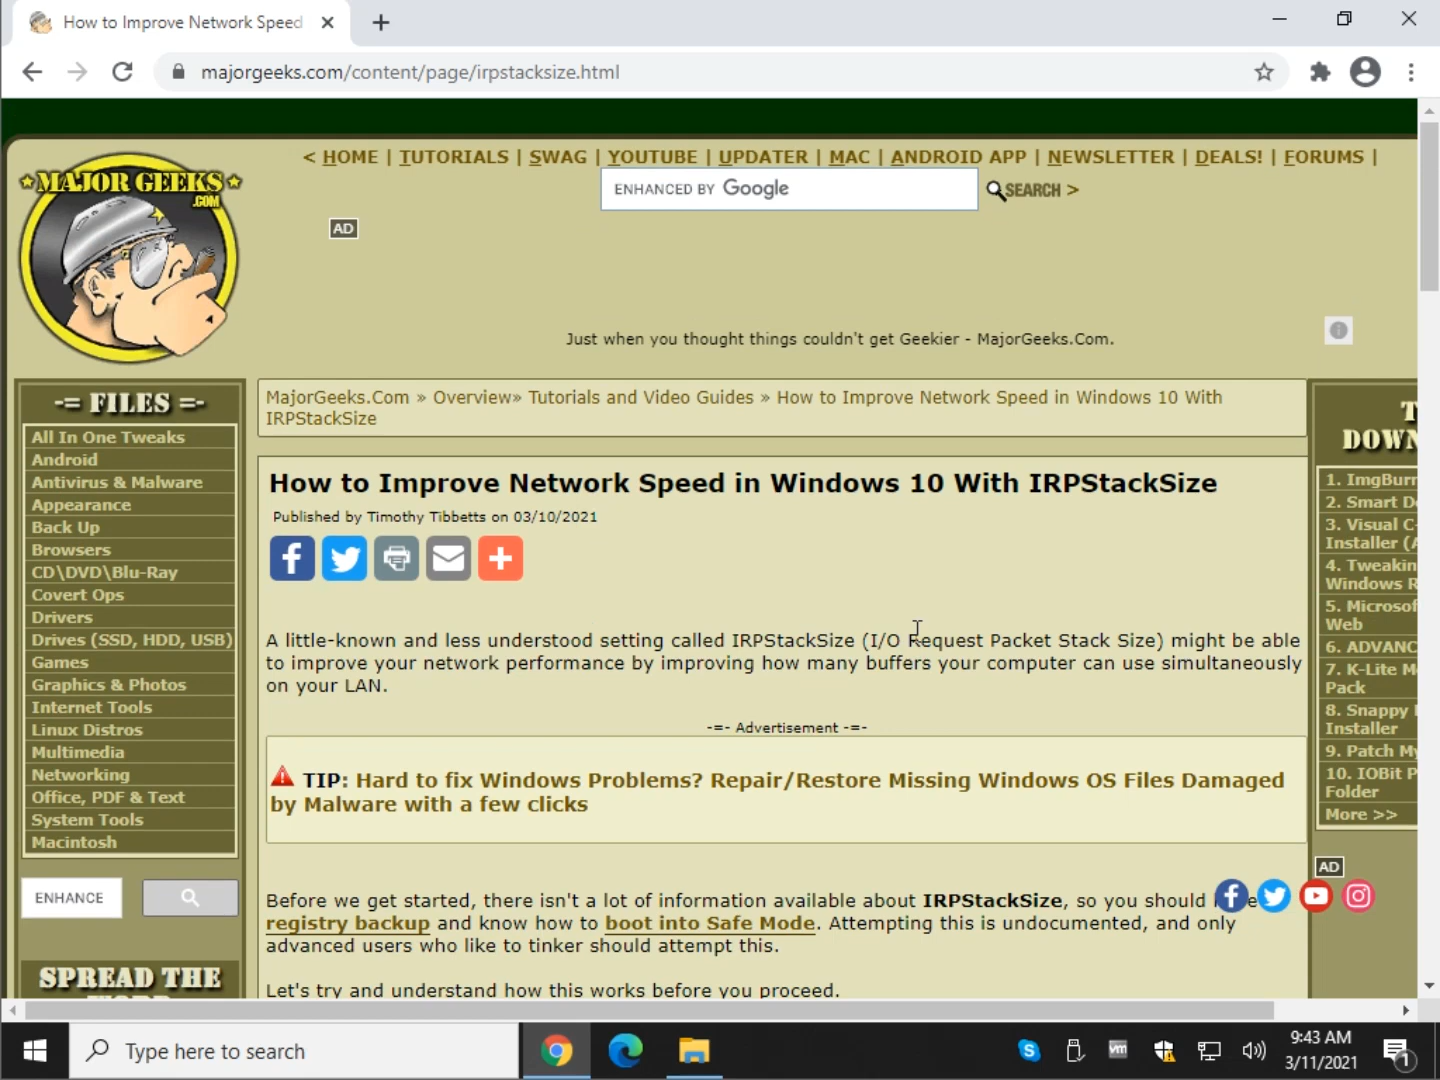 How to Improve Network Speed
majorgeeks.com/content/page/irpstacksize.html
< HOME | TUTORIALS | SWAG | YOUTUBE | UPDATER | MAC | ANDROID APP | NEWSLETTER | DEALS! | FORUMS |
MAJOR GEEKS
.COM
ENHANCED BY Google
SEARCH >
AD
Just when you thought things couldn't get Geekier - MajorGeeks.Com.
-= FILES =-
All In One Tweaks
Android
Antivirus & Malware
Appearance
Back Up
Browsers
CD\DVD\Blu-Ray
Covert Ops
Drivers
Drives (SSD, HDD, USB)
Games
Graphics & Photos
Internet Tools
Linux Distros
Multimedia
Networking
Office, PDF & Text
System Tools
Macintosh
ENHANCE
SPREAD THE
MajorGeeks.Com » Overview» Tutorials and Video Guides » How to Improve Network Speed in Windows 10 With
IRPStackSize
How to Improve Network Speed in Windows 10 With IRPStackSize
Published by Timothy Tibbetts on 03/10/2021
A little-known and less understood setting called IRPStackSize (I/O Request Packet Stack Size) might be able
to improve your network performance by improving how many buffers your computer can use simultaneously
on your LAN.
-=- Advertisement -=-
TIP: Hard to fix Windows Problems? Repair/Restore Missing Windows OS Files Damaged
by Malware with a few clicks
Before we get started, there isn't a lot of information available about IRPStackSize, so you should
registry backup and know how to boot into Safe Mode. Attempting this is undocumented, and only
advanced users who like to tinker should attempt this.
Let's try and understand how this works before you proceed.
T
DOWN
1. ImgBurn
2. Smart De
3. Visual C-
Installer (A
4. Tweakin
Windows R
5. Microsof
Web
6. ADVANC
7. K-Lite M
Pack
8. Snappy
Installer
9. Patch My
10. IOBit P
Folder
More >>
AD
Type here to search
vm
9:43 AM
3/11/2021
1